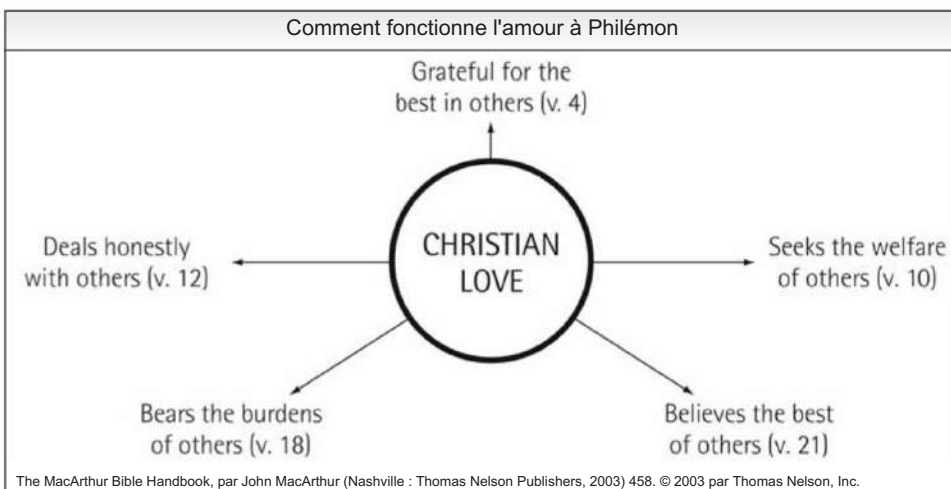 Comment fonctionne l'amour à Philémon
Grateful for the
best in others (v. 4)
Deals honestly
with others (v. 12)
CHRISTIAN
LOVE
Seeks the welfare
of others (v. 10)
Bears the burdens
of others (v. 18)
Believes the best
of others (v. 21)
The MacArthur Bible Handbook, par John MacArthur (Nashville : Thomas Nelson Publishers, 2003) 458. © 2003 par Thomas Nelson, Inc.